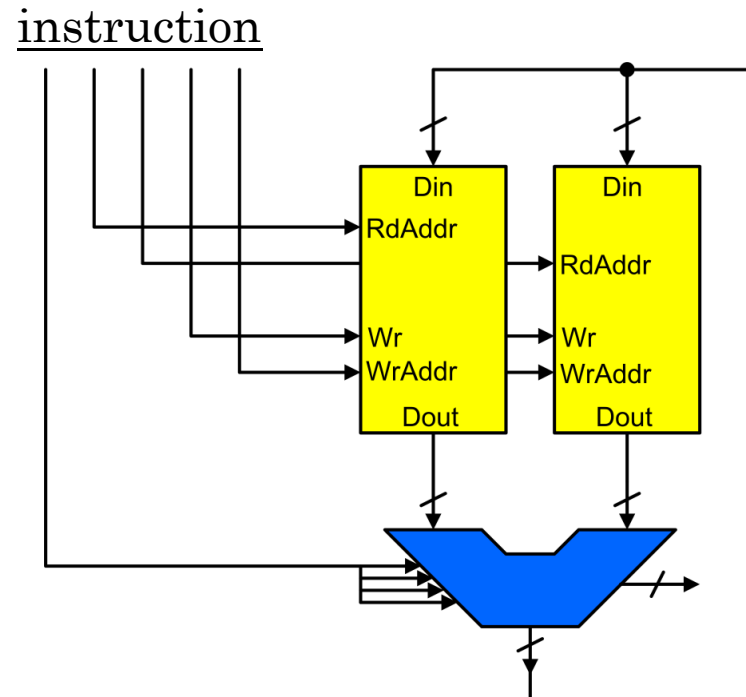 instruction
Din
RdAddr
Wr
WrAddr
Dout
Din
RdAddr
Wr
WrAddr
Dout